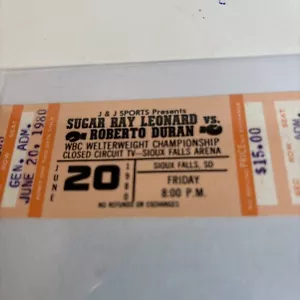 GEN. ADM.
JUNE 20, 1980
J & J SPORTS Presents
SUGAR RAY LEONARD VS.
ROBERTO DURAN
WBC WELTERWEIGHT CHAMPIONSHIP
CLOSED CIRCUIT TV—SIOUX FALLS ARENA
JUNE
20
1980
SIOUX FALLS, SD
FRIDAY
8:00 P.M.
NO REFUNDS OR EXCHANGES
PRICE
$15.00